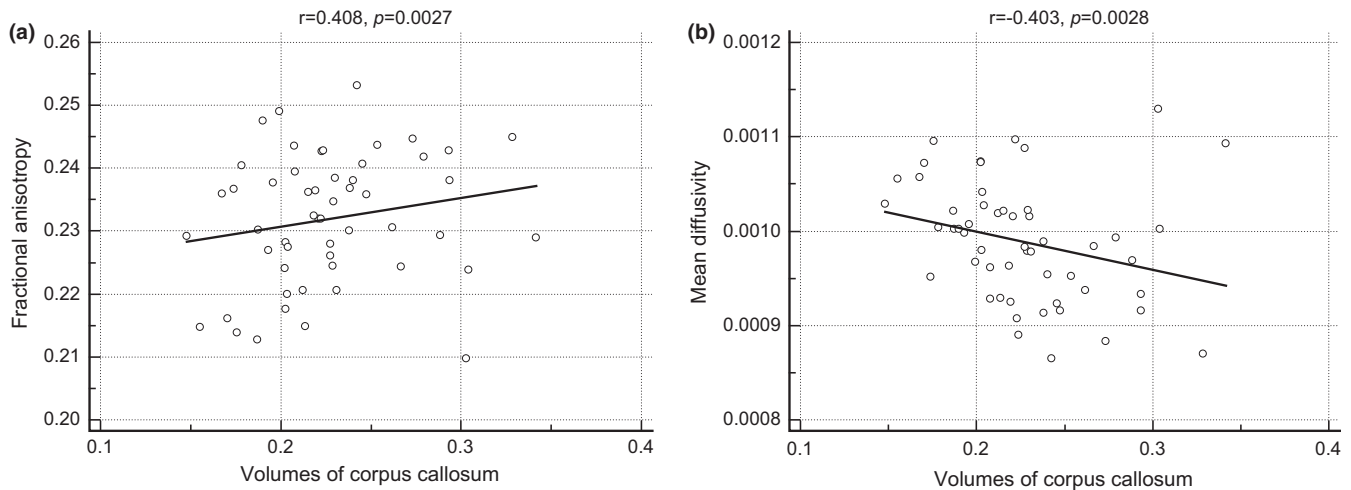 (a)
r=0.408, p=0.0027
0.26
0.25
0.24
0.23
0.22
0.21
0.20
Fractional anisotropy
0.1 0.2 0.3 0.4
Volumes of corpus callosum
(b)
r=-0.403, p=0.0028
0.0012
0.0011
0.0010
0.0009
0.0008
Mean diffusivity
0.1 0.2 0.3 0.4
Volumes of corpus callosum